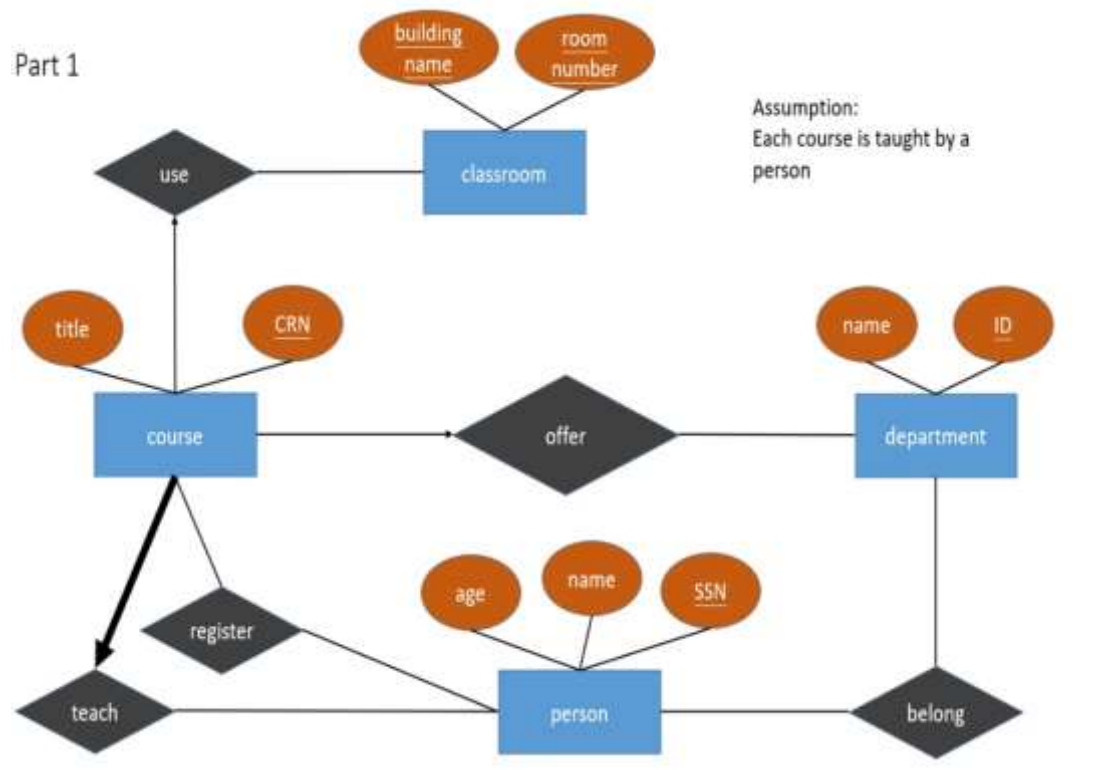 Part 1
building
name
room
number
Assumption:
Each course is taught by a
person
use
classroom
title
CRN
name
ID
course
offer
department
age
name
SSN
register
teach
person
belong